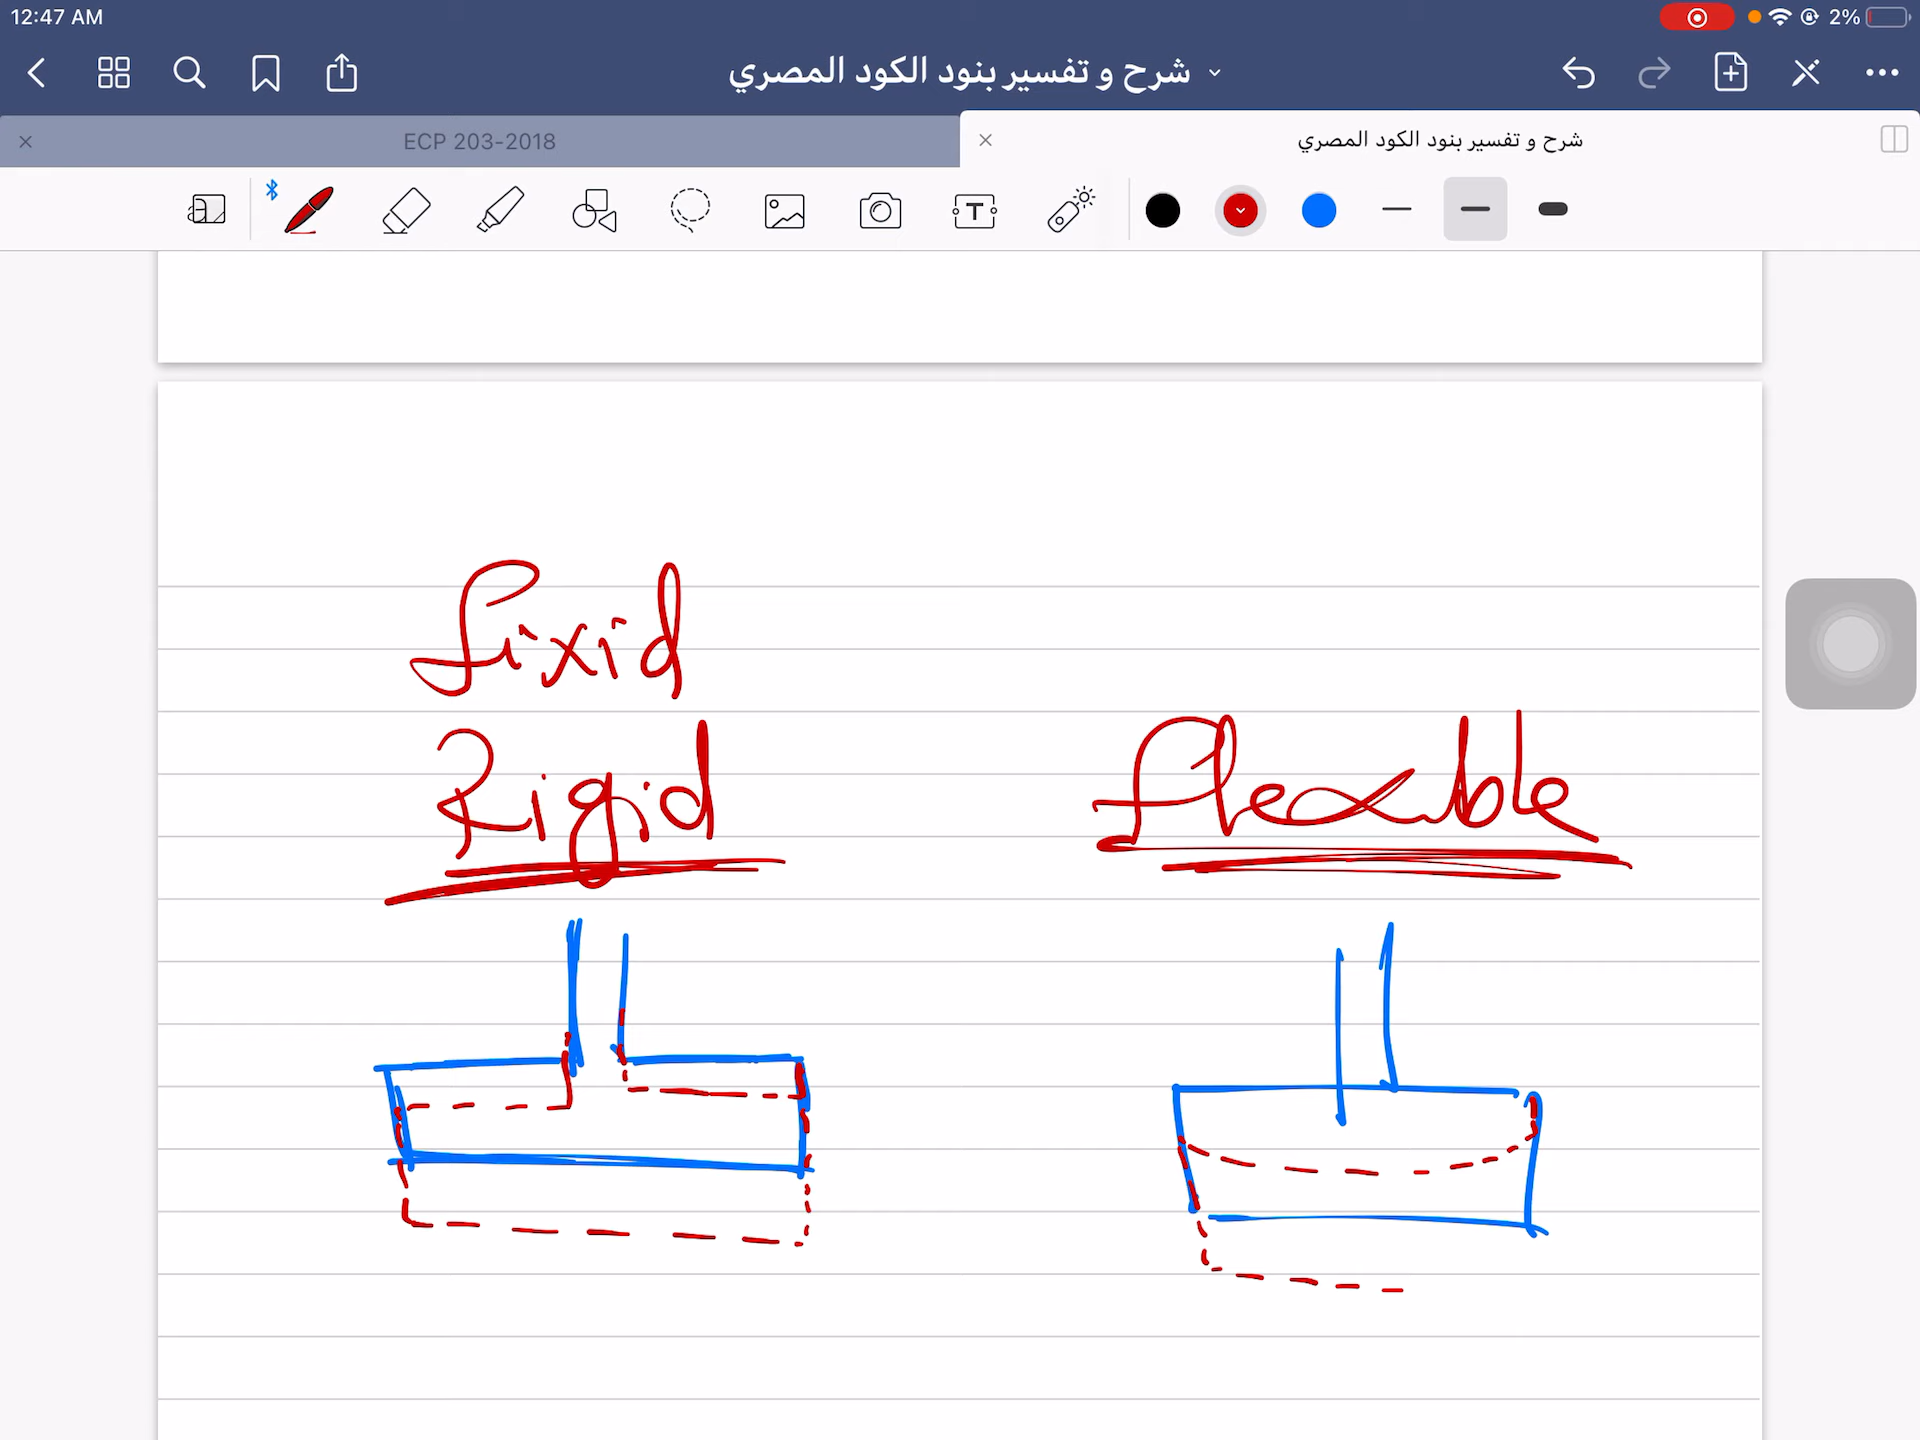 12:47 AM
2%
شرح و تفسير بنود الكود المصري
ECP 203-2018
شرح و تفسير بنود الكود المصري
fixid
Rigid
flexible